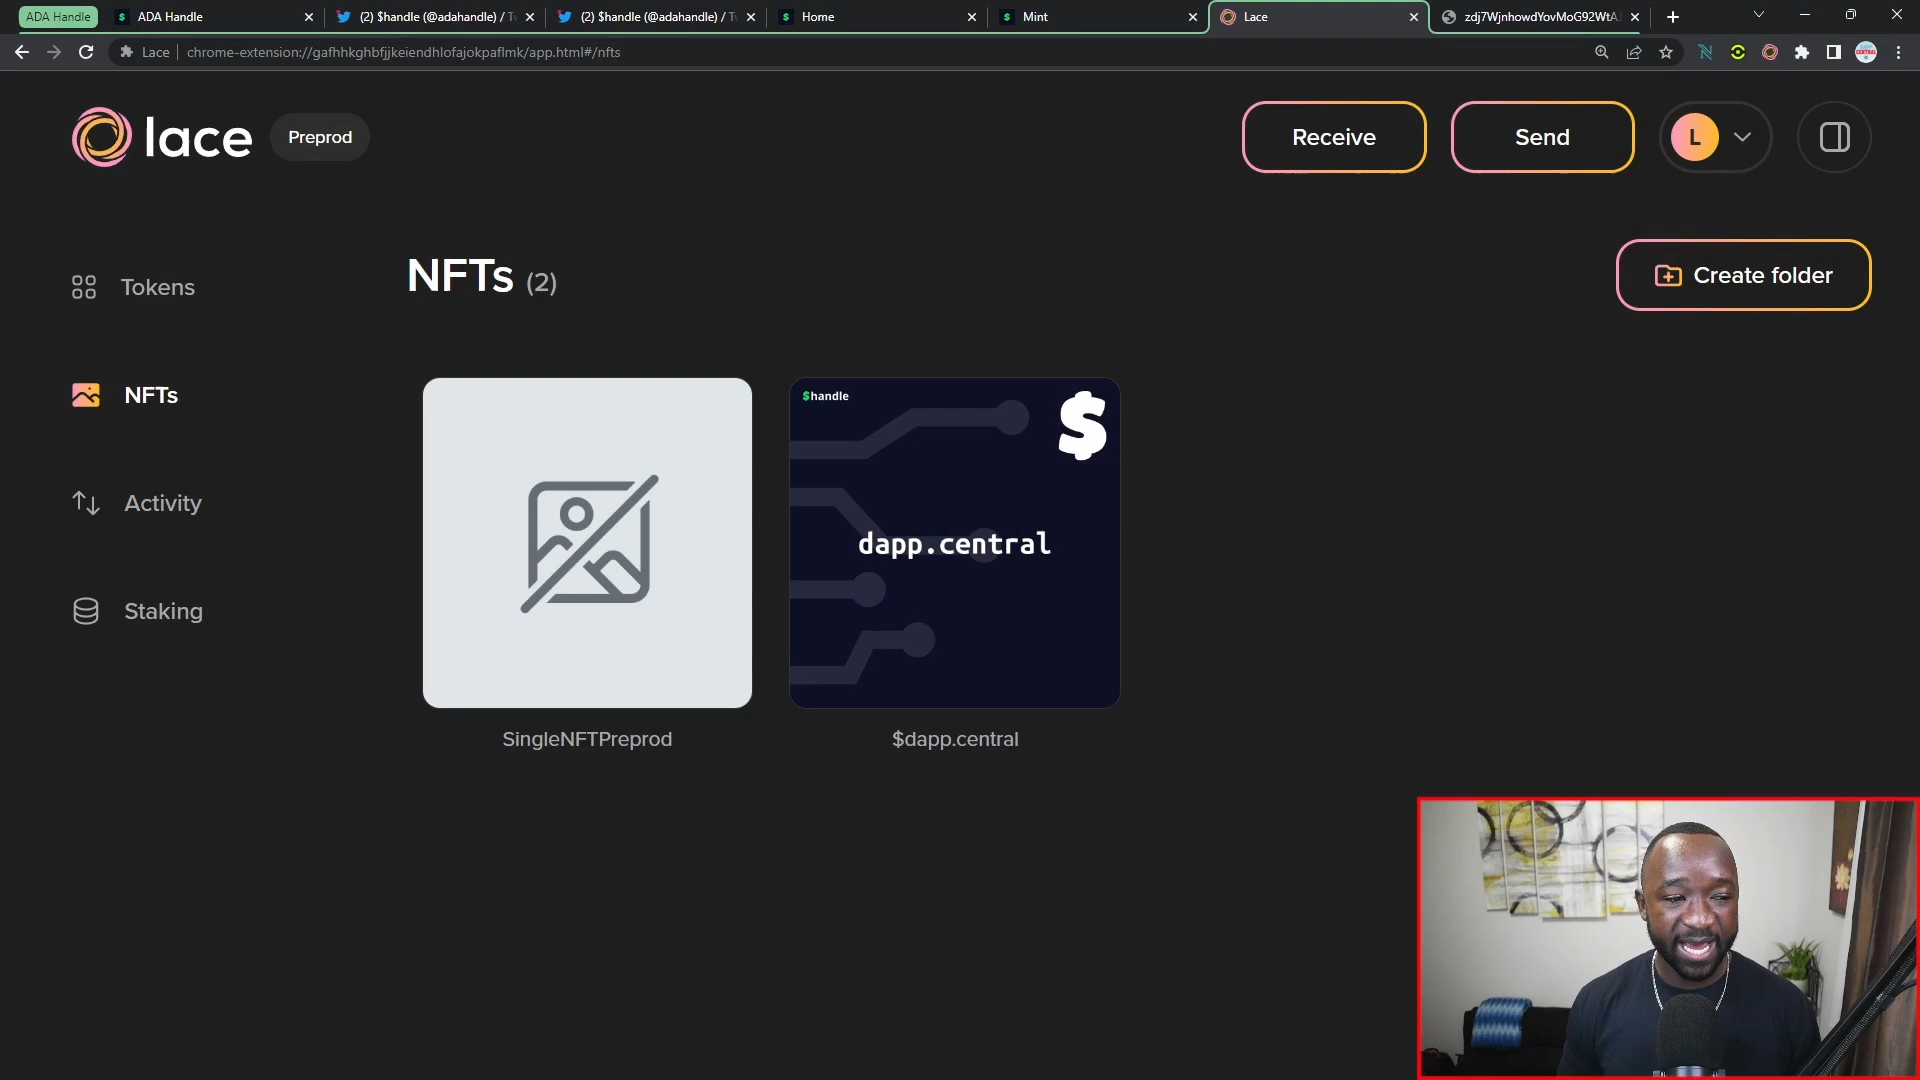 ADA Handle
ADA Handle
(2) $handle (@adahandle) / T
(2) $handle (@adahandle) / T
Home
Mint
Lace
zdj7WjnhowdYovMoG92WtA
Lace
chrome-extension://gafhhkghbfjjkeiendhlofajokpaflmk/app.html#/nfts
lace
Preprod
Receive
Send
L
NFTs (2)
Create folder
Tokens
NFTs
Activity
Staking
$handle
$
dapp.central
SingleNFTPreprod
$dapp.central